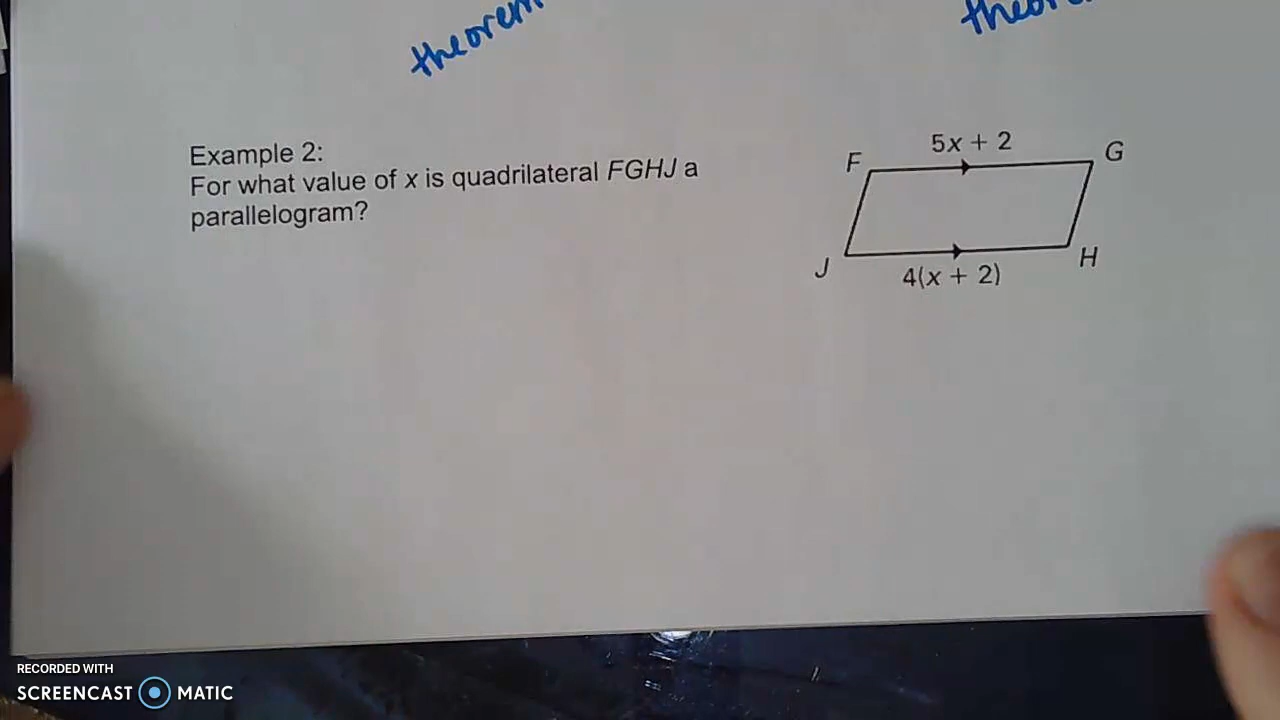 theorem
Example 2:
For what value of x is quadrilateral FGHJ a
parallelogram?
5x + 2
F
G
J
H
4(x + 2)
RECORDED WITH
SCREENCAST MATIC